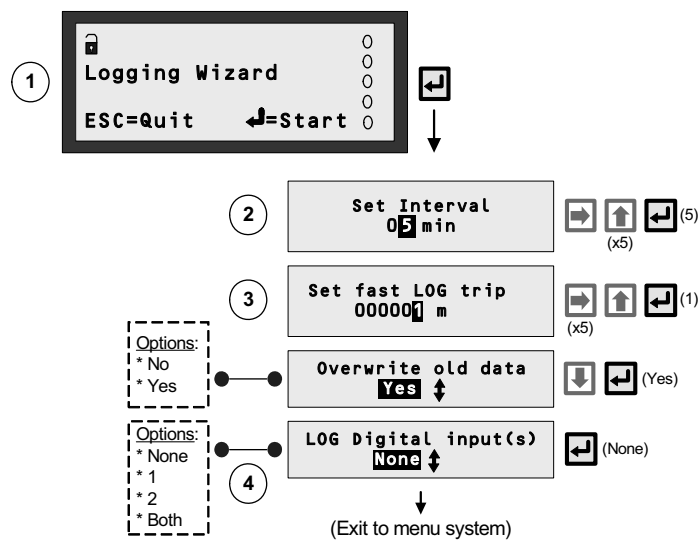 1
Logging Wizard
ESC=Quit ↵=Start
2
Set Interval
05 min
(5)
(x5)
3
Set fast LOG trip
000001 m
(1)
(x5)
Options:
* No
* Yes
Overwrite old data
Yes
(Yes)
Options:
* None
* 1
* 2
* Both
4
LOG Digital input(s)
None
(None)
(Exit to menu system)